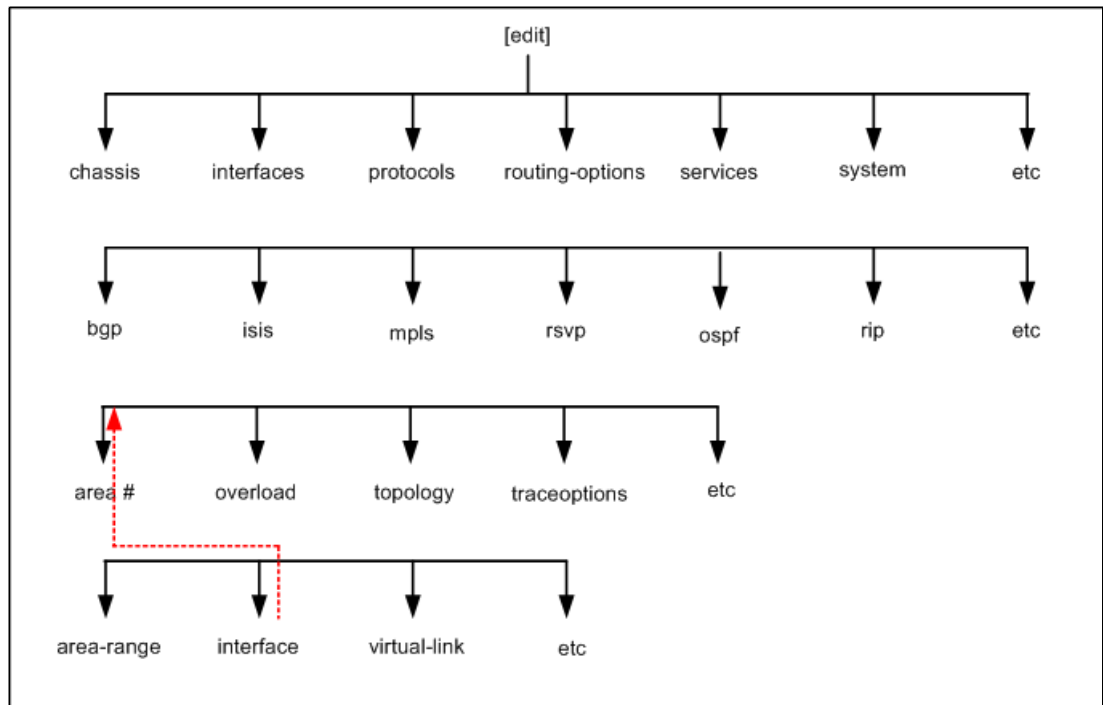 [edit]
chassis interfaces protocols routing-options services system etc
bgp isis mpls rsvp ospf rip etc
area # overload topology traceoptions etc
area-range interface virtual-link etc